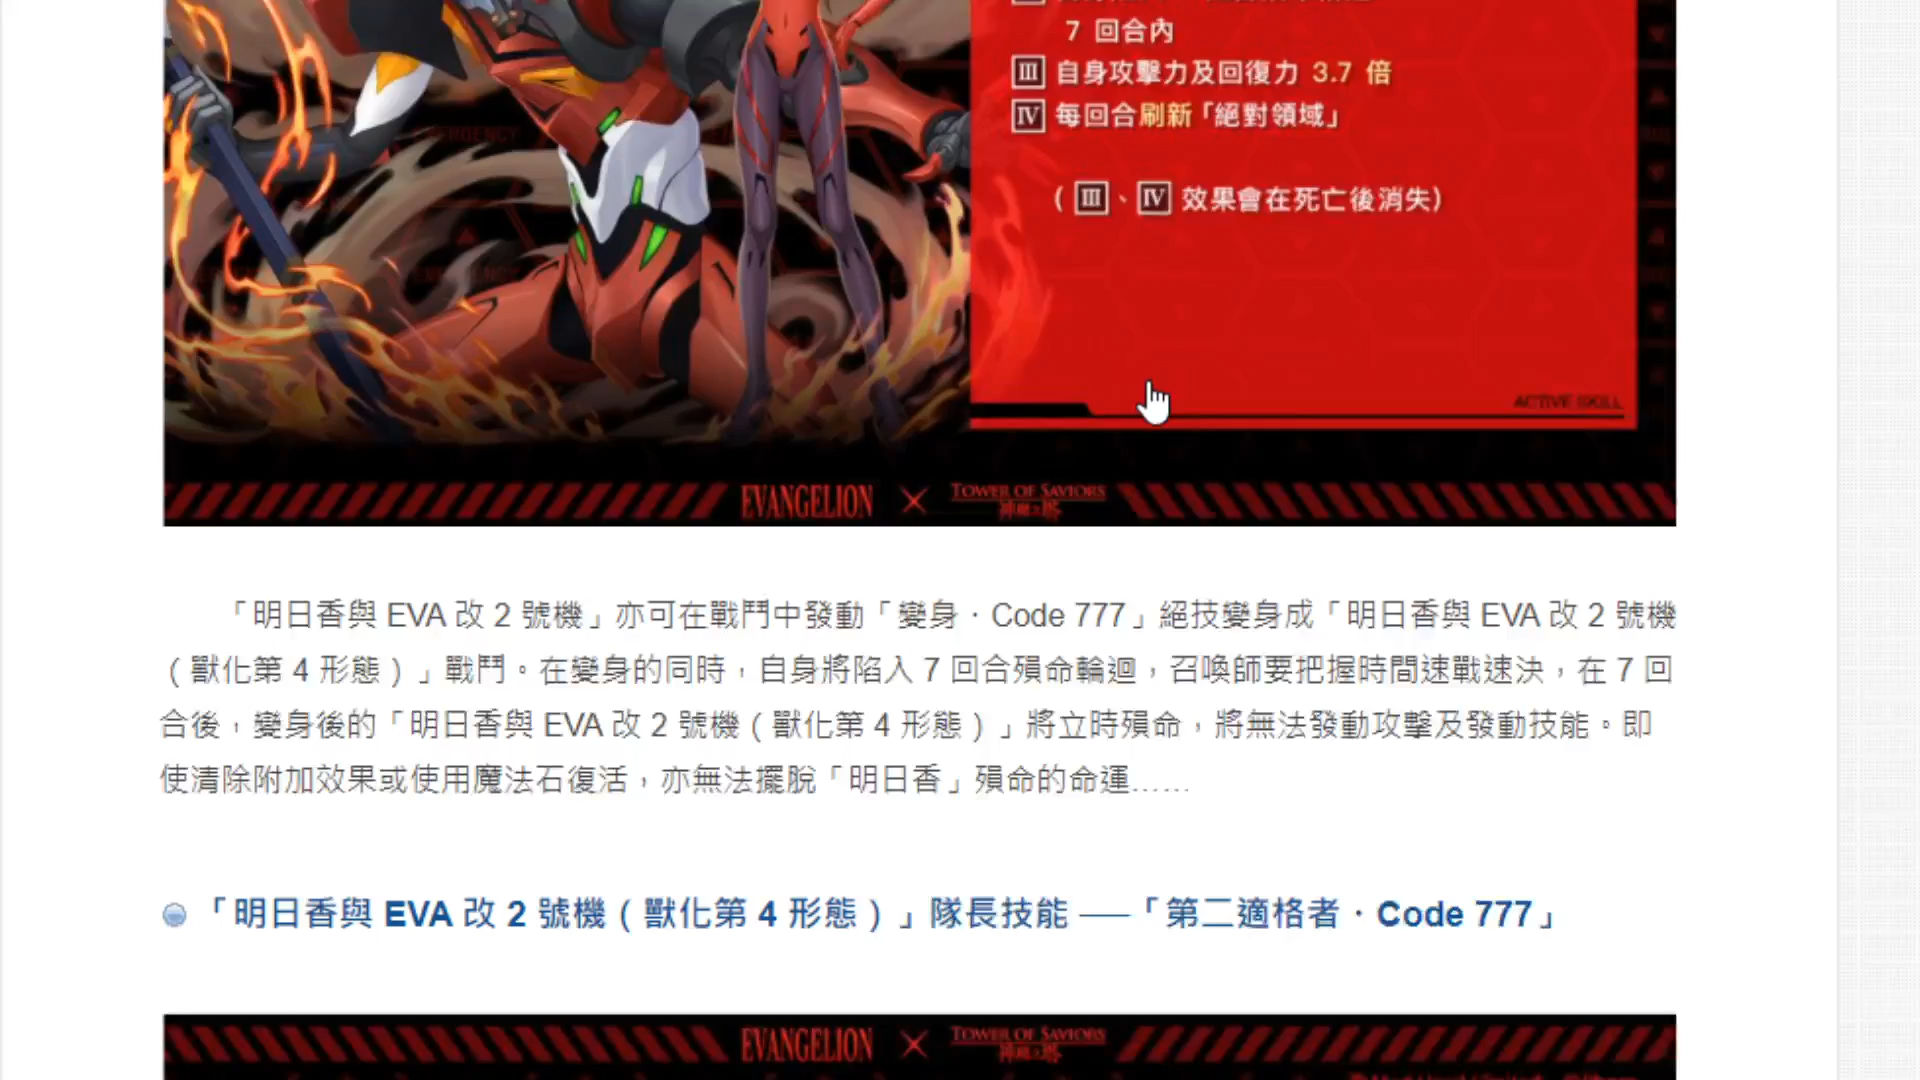 7 回合內
III 自身攻擊力及回復力 3.7 倍
IV 每回合刷新「絕對領域」
( III、IV 效果會在死亡後消失)
ACTIVE SKILL
EVANGELION × TOWER OF SAVIORS
神魔之塔
「明日香與 EVA 改 2 號機」亦可在戰鬥中發動「變身．Code 777」絕技變身成「明日香與 EVA 改 2 號機
（獸化第 4 形態）」戰鬥。在變身的同時，自身將陷入 7 回合殞命輪迴，召喚師要把握時間速戰速決，在 7 回
合後，變身後的「明日香與 EVA 改 2 號機（獸化第 4 形態）」將立時殞命，將無法發動攻擊及發動技能。即
使清除附加效果或使用魔法石復活，亦無法擺脫「明日香」殞命的命運……
「明日香與 EVA 改 2 號機（獸化第 4 形態）」隊長技能 ──「第二適格者．Code 777」
EVANGELION × TOWER OF SAVIORS
神魔之塔